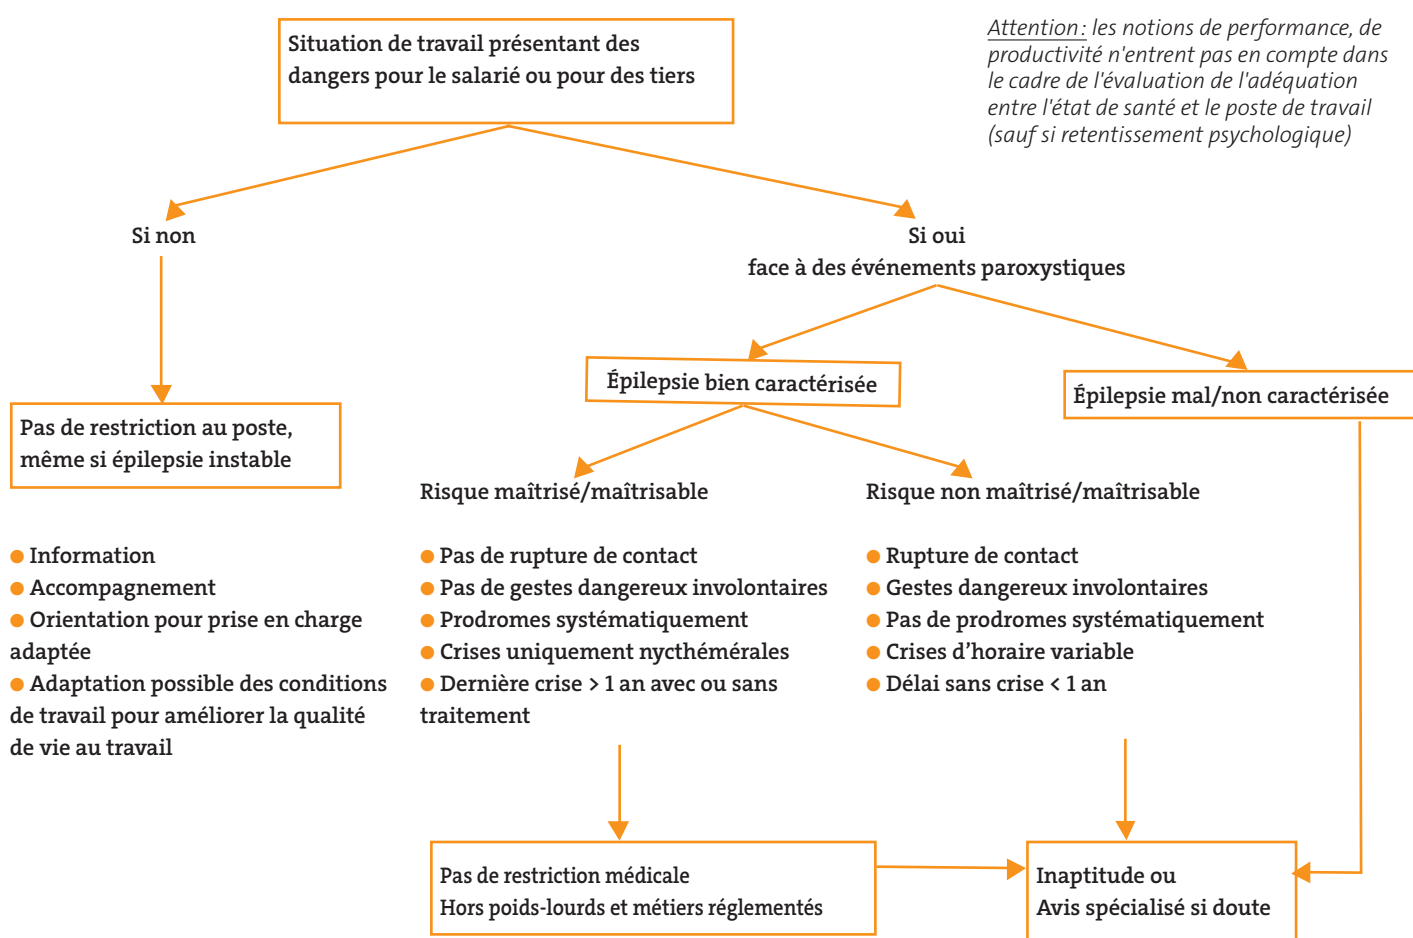 Situation de travail présentant des
dangers pour le salarié ou pour des tiers
Attention : les notions de performance, de
productivité n'entrent pas en compte dans
le cadre de l'évaluation de l'adéquation
entre l'état de santé et le poste de travail
(sauf si retentissement psychologique)
Si non
Si oui
face à des événements paroxystiques
Épilepsie bien caractérisée
Épilepsie mal/non caractérisée
Pas de restriction au poste,
même si épilepsie instable
Risque maîtrisé/maîtrisable
Risque non maîtrisé/maîtrisable
● Information
● Accompagnement
● Orientation pour prise en charge
adaptée
● Adaptation possible des conditions
de travail pour améliorer la qualité
de vie au travail
● Pas de rupture de contact
● Pas de gestes dangereux involontaires
● Prodromes systématiquement
● Crises uniquement nycthémérales
● Dernière crise > 1 an avec ou sans
traitement
● Rupture de contact
● Gestes dangereux involontaires
● Pas de prodromes systématiquement
● Crises d’horaire variable
● Délai sans crise < 1 an
Pas de restriction médicale
Hors poids-lourds et métiers réglementés
Inaptitude ou
Avis spécialisé si doute